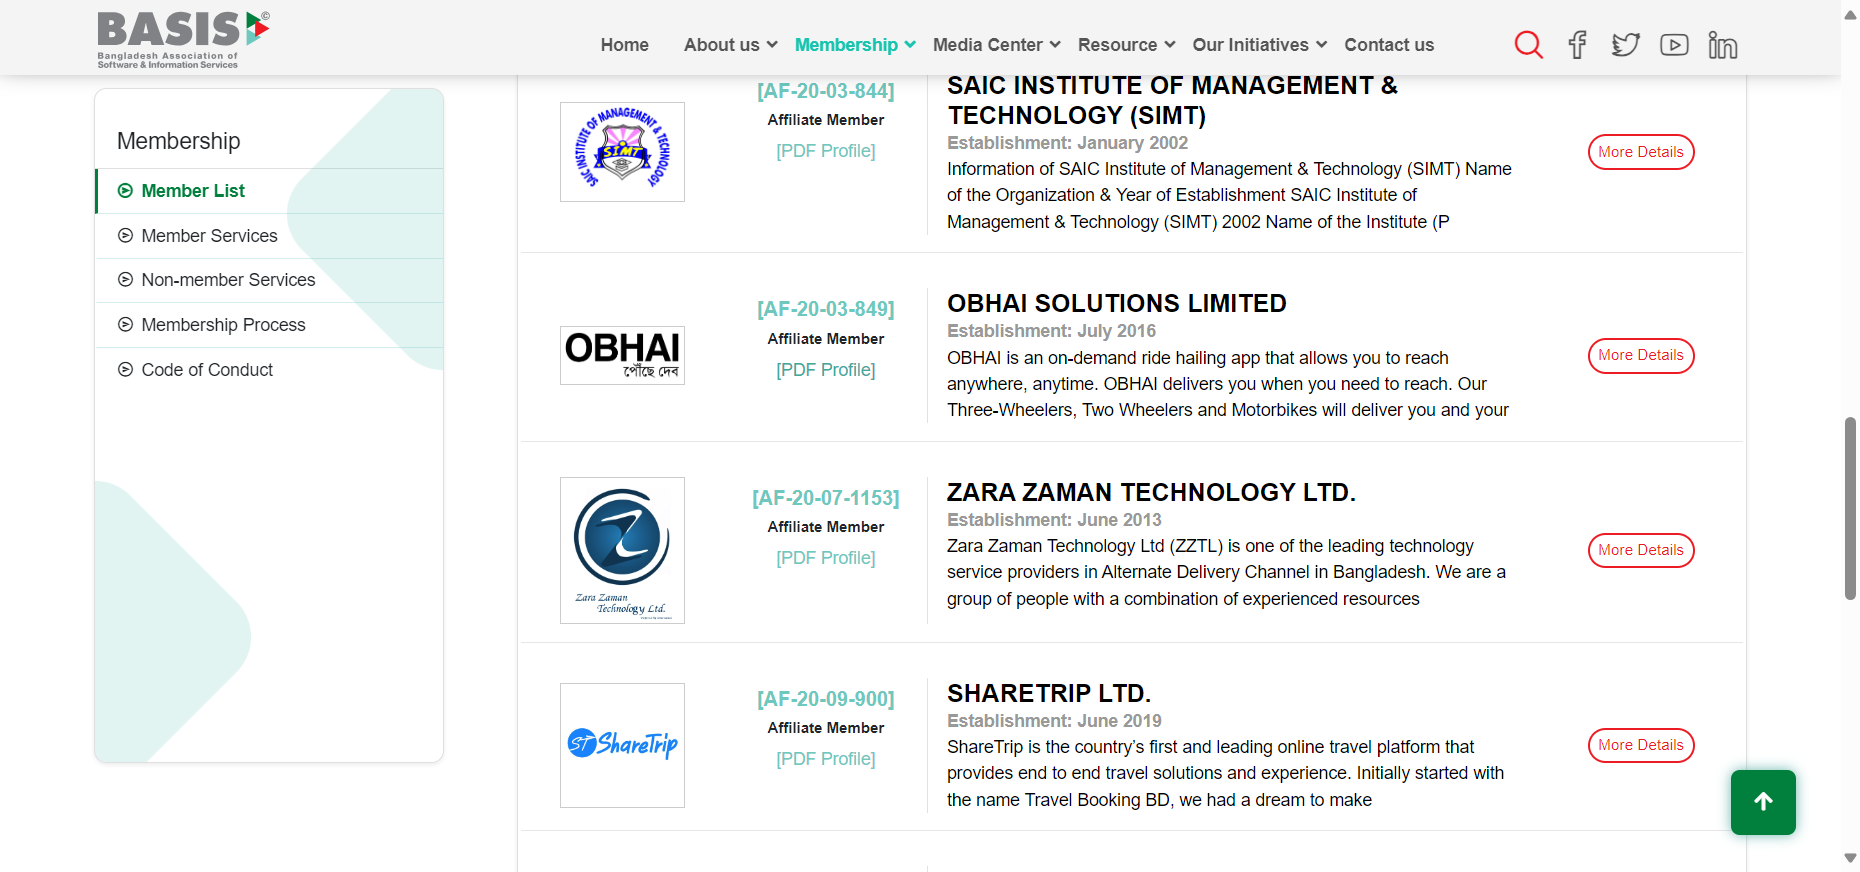 BASIS ©
Bangladesh Association of
Software & Information Services
Home About us Membership Media Center Resource Our Initiatives Contact us
Membership
Member List
Member Services
Non-member Services
Membership Process
Code of Conduct
SAIC INSTITUTE OF MANAGEMENT & TECHNOLOGY
SIMT
[AF-20-03-844]
Affiliate Member
[PDF Profile]
SAIC INSTITUTE OF MANAGEMENT &
TECHNOLOGY (SIMT)
Establishment: January 2002
Information of SAIC Institute of Management & Technology (SIMT) Name
of the Organization & Year of Establishment SAIC Institute of
Management & Technology (SIMT) 2002 Name of the Institute (P
More Details
OBHAI
পৌঁছে দেব
[AF-20-03-849]
Affiliate Member
[PDF Profile]
OBHAI SOLUTIONS LIMITED
Establishment: July 2016
OBHAI is an on-demand ride hailing app that allows you to reach
anywhere, anytime. OBHAI delivers you when you need to reach. Our
Three-Wheelers, Two Wheelers and Motorbikes will deliver you and your
More Details
Zara Zaman
Technology Ltd.
[AF-20-07-1153]
Affiliate Member
[PDF Profile]
ZARA ZAMAN TECHNOLOGY LTD.
Establishment: June 2013
Zara Zaman Technology Ltd (ZZTL) is one of the leading technology
service providers in Alternate Delivery Channel in Bangladesh. We are a
group of people with a combination of experienced resources
More Details
ST ShareTrip
[AF-20-09-900]
Affiliate Member
[PDF Profile]
SHARETRIP LTD.
Establishment: June 2019
ShareTrip is the country’s first and leading online travel platform that
provides end to end travel solutions and experience. Initially started with
the name Travel Booking BD, we had a dream to make
More Details